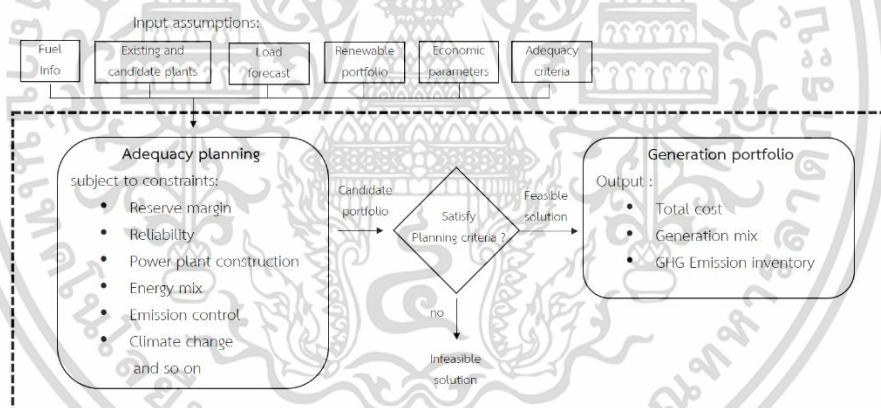 Input assumptions:
Fuel
Info
Existing and
candidate plants
Load
forecast
Renewable
portfolio
Economic
parameters
Adequacy
criteria
Adequacy planning
subject to constraints:
• Reserve margin
• Reliability
• Power plant construction
• Energy mix
• Emission control
• Climate change
and so on
Candidate
portfolio
Satisfy
Planning criteria ?
Feasible
solution
no
Infeasible
solution
Generation portfolio
Output :
• Total cost
• Generation mix
• GHG Emission inventory